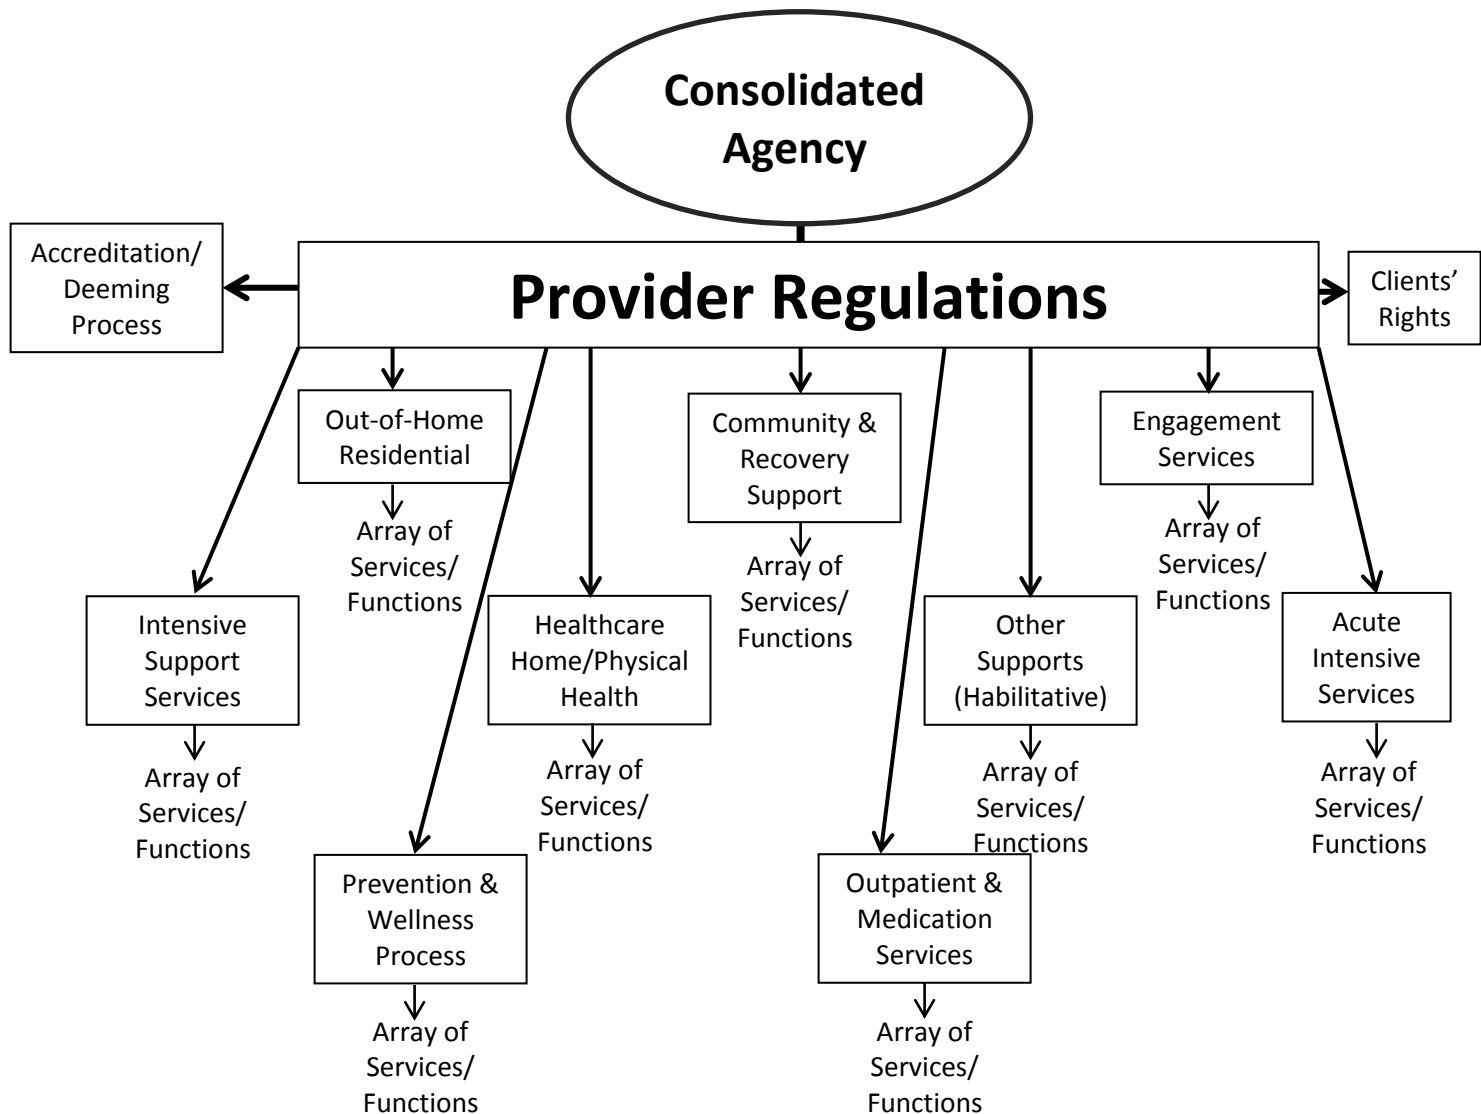 Consolidated
Agency
Accreditation/
Deeming
Process
Provider Regulations
Clients’
Rights
Out-of-Home
Residential
Array of
Services/
Functions
Community &
Recovery
Support
Array of
Services/
Functions
Engagement
Services
Array of
Services/
Functions
Intensive
Support
Services
Array of
Services/
Functions
Healthcare
Home/Physical
Health
Array of
Services/
Functions
Other
Supports
(Habilitative)
Array of
Services/
Functions
Acute
Intensive
Services
Array of
Services/
Functions
Prevention &
Wellness
Process
Array of
Services/
Functions
Outpatient &
Medication
Services
Array of
Services/
Functions